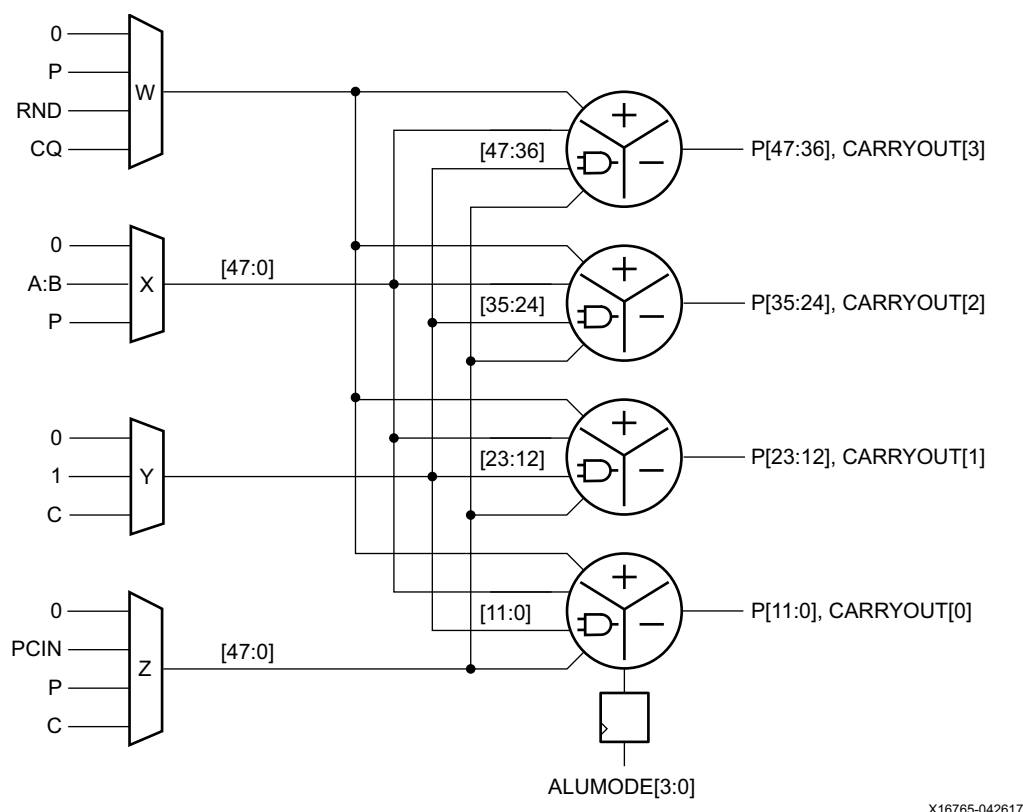 0
P
RND
CQ
W
[47:36]
P[47:36], CARRYOUT[3]
0
A:B
P
X
[47:0]
[35:24]
P[35:24], CARRYOUT[2]
0
1
C
Y
[23:12]
P[23:12], CARRYOUT[1]
0
PCIN
P
C
Z
[47:0]
[11:0]
P[11:0], CARRYOUT[0]
ALUMODE[3:0]
X16765-042617